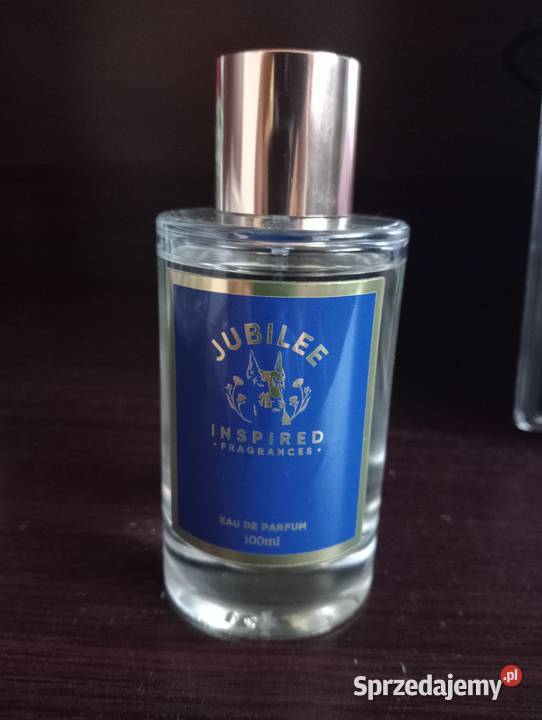 JUBILEE
INSPIRED
• FRAGRANCES •
EAU DE PARFUM
100ml
Sprzedajemy.pl